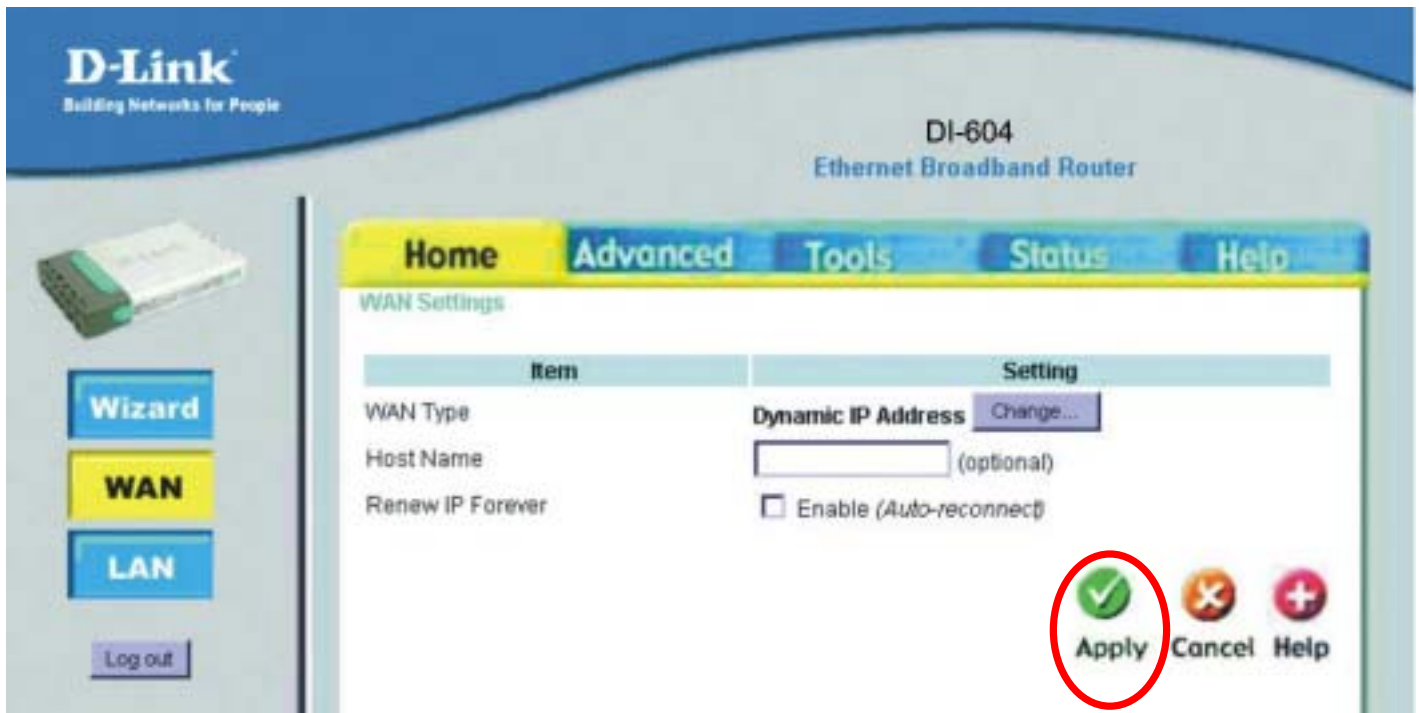 D-Link
Building Networks for People
DI-604
Ethernet Broadband Router
Home Advanced Tools Status Help
WAN Settings
Item Setting
WAN Type Dynamic IP Address Change...
Host Name (optional)
Renew IP Forever Enable (Auto-reconnect)
Wizard
WAN
LAN
Log out
Apply Cancel Help